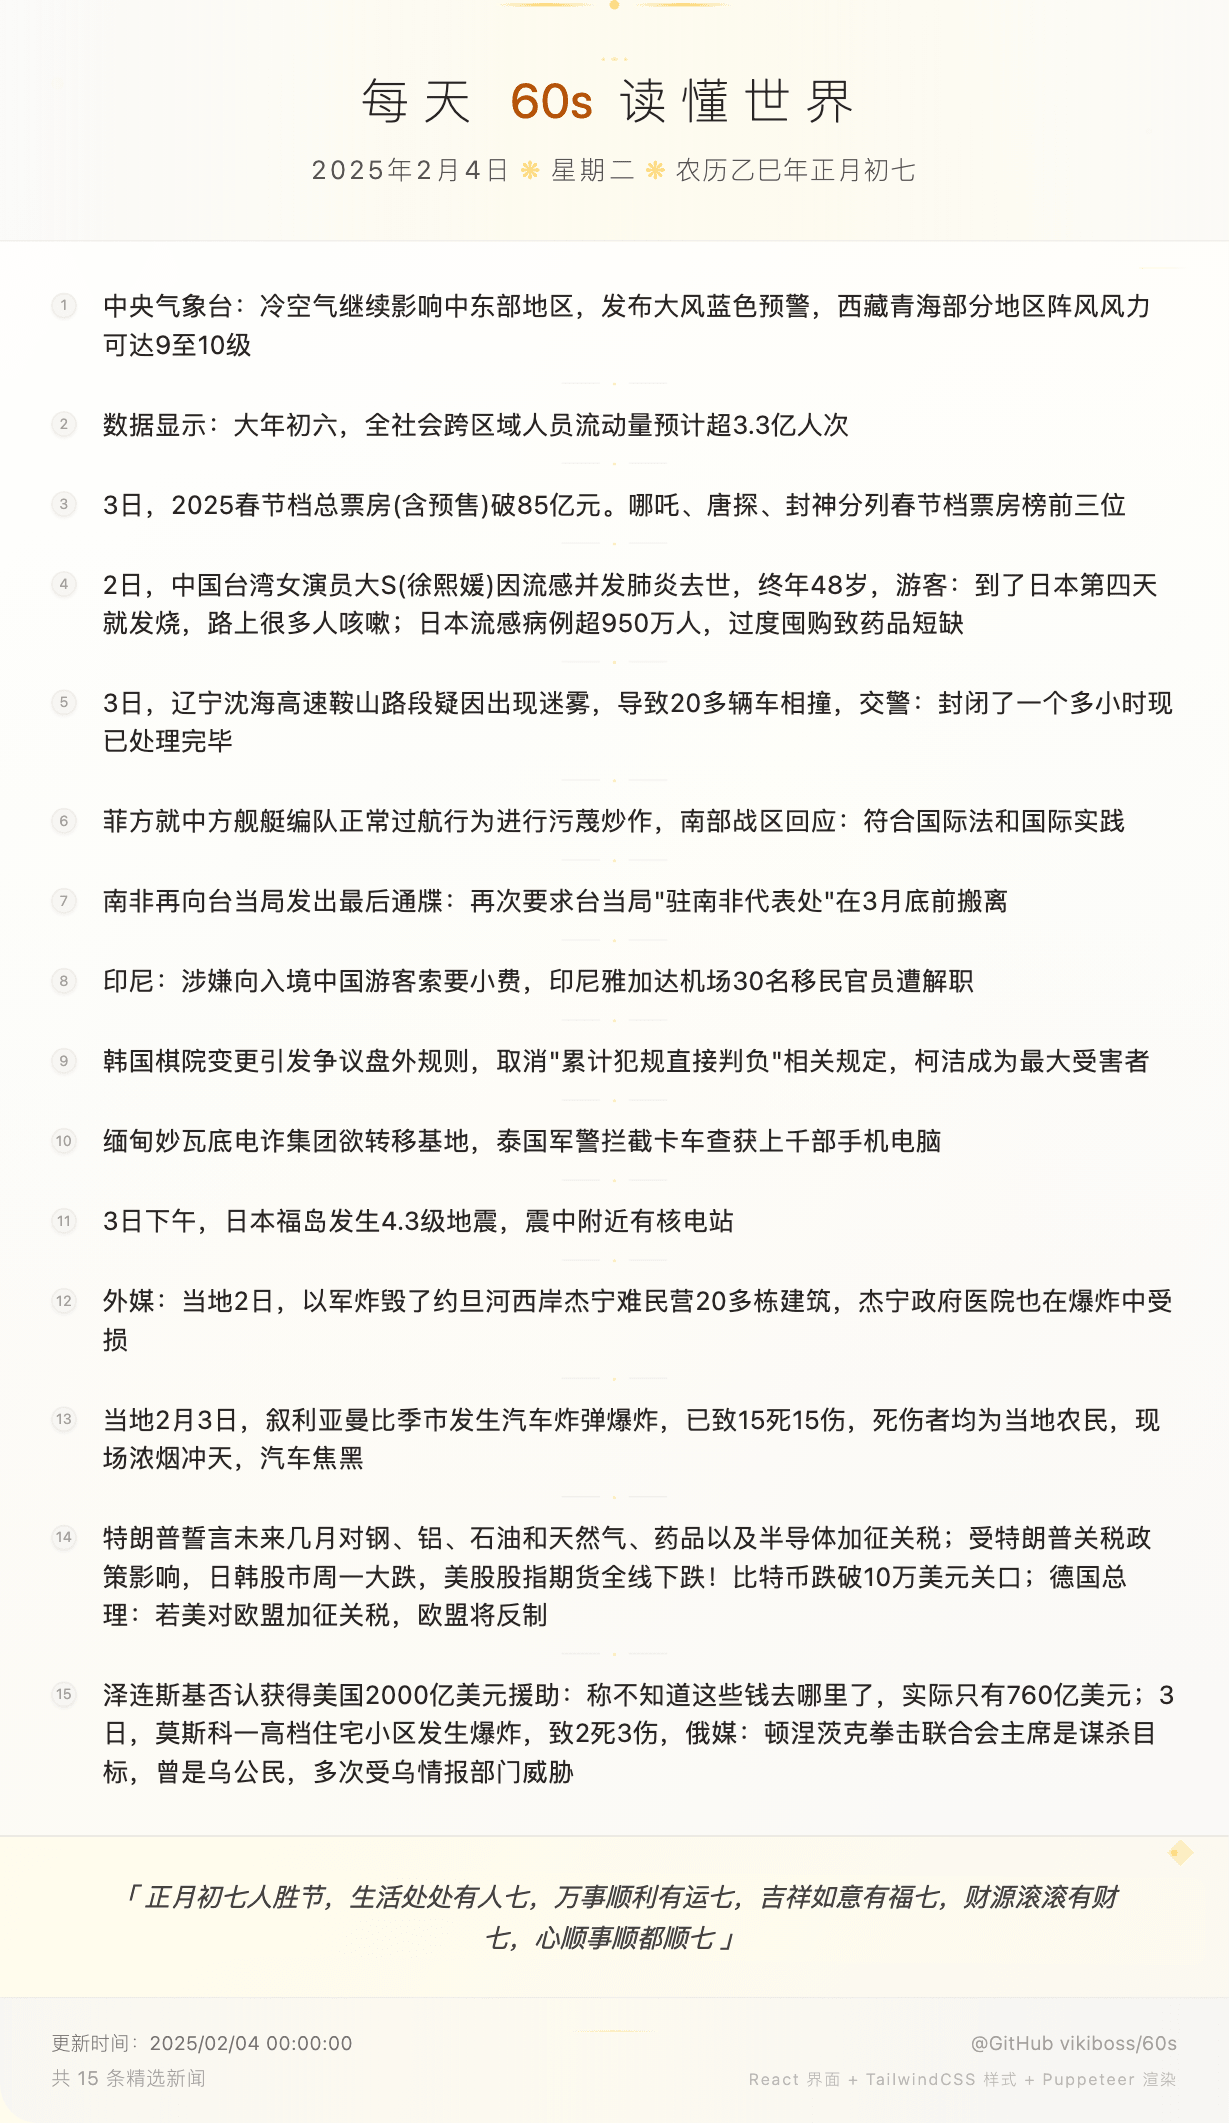 每天 60s 读懂世界
2025年2月4日 ❋ 星期二 ❋ 农历乙巳年正月初七
1 中央气象台：冷空气继续影响中东部地区，发布大风蓝色预警，西藏青海部分地区阵风风力
可达9至10级
2 数据显示：大年初六，全社会跨区域人员流动量预计超3.3亿人次
3 3日，2025春节档总票房(含预售)破85亿元。哪吒、唐探、封神分列春节档票房榜前三位
4 2日，中国台湾女演员大S(徐熙媛)因流感并发肺炎去世，终年48岁，游客：到了日本第四天
就发烧，路上很多人咳嗽；日本流感病例超950万人，过度囤购致药品短缺
5 3日，辽宁沈海高速鞍山路段疑因出现迷雾，导致20多辆车相撞，交警：封闭了一个多小时现
已处理完毕
6 菲方就中方舰艇编队正常过航行为进行污蔑炒作，南部战区回应：符合国际法和国际实践
7 南非再向台当局发出最后通牒：再次要求台当局"驻南非代表处"在3月底前搬离
8 印尼：涉嫌向入境中国游客索要小费，印尼雅加达机场30名移民官员遭解职
9 韩国棋院变更引发争议盘外规则，取消"累计犯规直接判负"相关规定，柯洁成为最大受害者
10 缅甸妙瓦底电诈集团欲转移基地，泰国军警拦截卡车查获上千部手机电脑
11 3日下午，日本福岛发生4.3级地震，震中附近有核电站
12 外媒：当地2日，以军炸毁了约旦河西岸杰宁难民营20多栋建筑，杰宁政府医院也在爆炸中受
损
13 当地2月3日，叙利亚曼比季市发生汽车炸弹爆炸，已致15死15伤，死伤者均为当地农民，现
场浓烟冲天，汽车焦黑
14 特朗普誓言未来几月对钢、铝、石油和天然气、药品以及半导体加征关税；受特朗普关税政
策影响，日韩股市周一大跌，美股股指期货全线下跌！比特币跌破10万美元关口；德国总
理：若美对欧盟加征关税，欧盟将反制
15 泽连斯基否认获得美国2000亿美元援助：称不知道这些钱去哪里了，实际只有760亿美元；3
日，莫斯科一高档住宅小区发生爆炸，致2死3伤，俄媒：顿涅茨克拳击联合会主席是谋杀目
标，曾是乌公民，多次受乌情报部门威胁
「 正月初七人胜节，生活处处有人七，万事顺利有运七，吉祥如意有福七，财源滚滚有财
七，心顺事顺都顺七 」
更新时间：2025/02/04 00:00:00
@GitHub vikiboss/60s
共 15 条精选新闻
React 界面 + TailwindCSS 样式 + Puppeteer 渲染